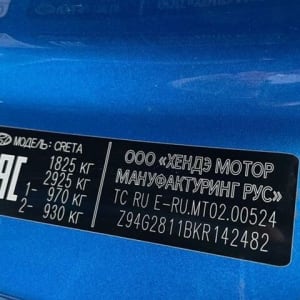 МОДЕЛЬ: CRETA
1825 кг
2925 кг
1- 970 кг
2- 930 кг
ООО «ХЕНДЭ МОТОР
МАНУФАКТУРИНГ РУС»
TC RU E-RU.MT02.00524
Z94G2811BKR142482